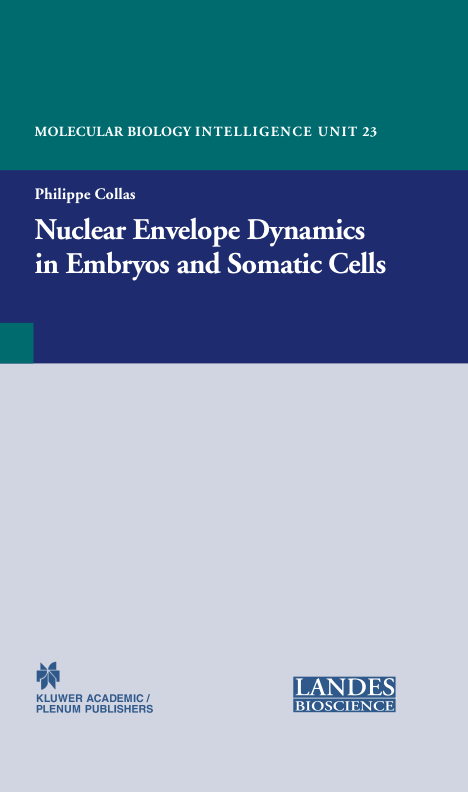 MOLECULAR BIOLOGY INTELLIGENCE UNIT 23
Philippe Collas
Nuclear Envelope Dynamics
in Embryos and Somatic Cells
KLUWER ACADEMIC /
PLENUM PUBLISHERS
LANDES
BIOSCIENCE